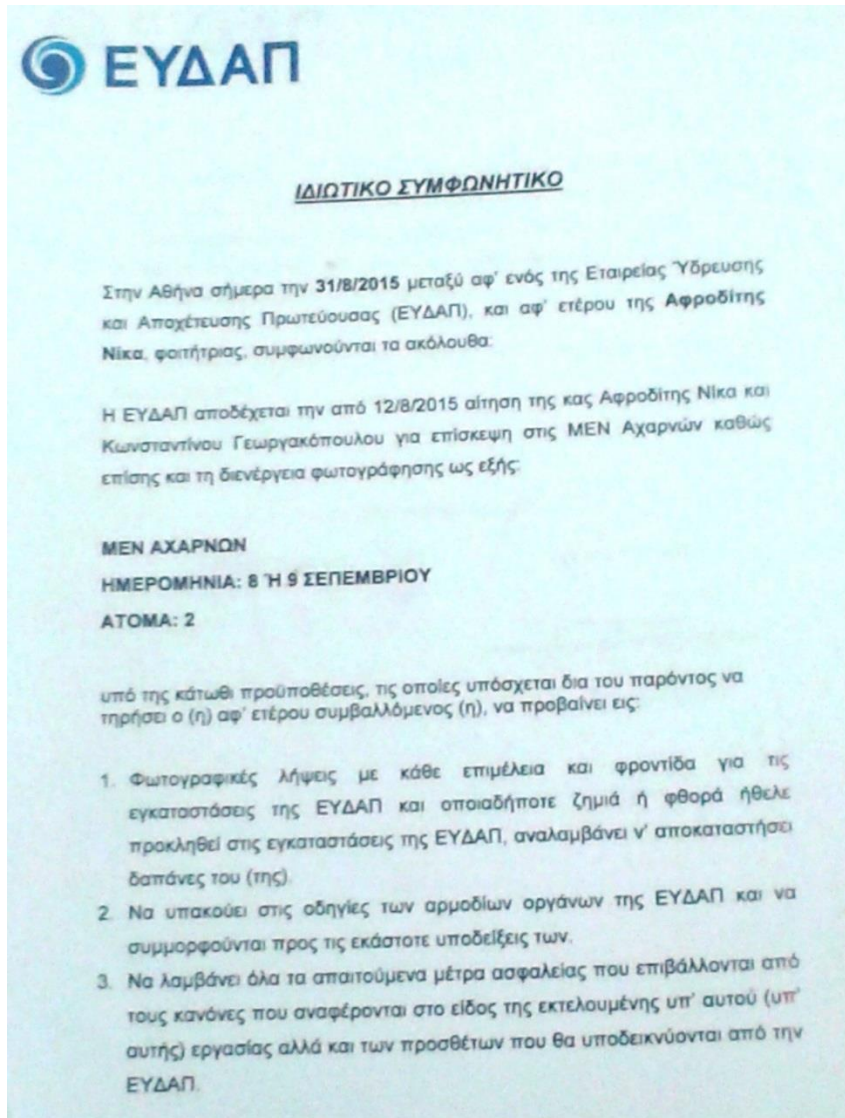 ΕΥΔΑΠ
ΙΔΙΩΤΙΚΟ ΣΥΜΦΩΝΗΤΙΚΟ
Στην Αθήνα σήμερα την 31/8/2015 μεταξύ αφ' ενός της Εταιρείας Ύδρευσης
και Αποχέτευσης Πρωτεύουσας (ΕΥΔΑΠ), και αφ' ετέρου της Αφροδίτης
Νίκα, φοιτήτριας, συμφωνούνται τα ακόλουθα:
Η ΕΥΔΑΠ αποδέχεται την από 12/8/2015 αίτηση της κας Αφροδίτης Νίκα και
Κωνσταντίνου Γεωργακόπουλου για επίσκεψη στις ΜΕΝ Αχαρνών καθώς
επίσης και τη διενέργεια φωτογράφησης ως εξής:
ΜΕΝ ΑΧΑΡΝΩΝ
ΗΜΕΡΟΜΗΝΙΑ: 8 Ή 9 ΣΕΠΕΜΒΡΙΟΥ
ΑΤΟΜΑ: 2
υπό της κάτωθι προϋποθέσεις, τις οποίες υπόσχεται δια του παρόντος να
τηρήσει ο (η) αφ' ετέρου συμβαλλόμενος (η), να προβαίνει εις:
1. Φωτογραφικές λήψεις με κάθε επιμέλεια και φροντίδα για τις
εγκαταστάσεις της ΕΥΔΑΠ και οποιαδήποτε ζημιά ή φθορά ήθελε
προκληθεί στις εγκαταστάσεις της ΕΥΔΑΠ, αναλαμβάνει ν' αποκαταστήσει
δαπάνες του (της).
2. Να υπακούει στις οδηγίες των αρμοδίων οργάνων της ΕΥΔΑΠ και να
συμμορφούνται προς τις εκάστοτε υποδείξεις των.
3. Να λαμβάνει όλα τα απαιτούμενα μέτρα ασφαλείας που επιβάλλονται από
τους κανόνες που αναφέρονται στο είδος της εκτελουμένης υπ' αυτού (υπ'
αυτής) εργασίας αλλά και των προσθέτων που θα υποδεικνύονται από την
ΕΥΔΑΠ.